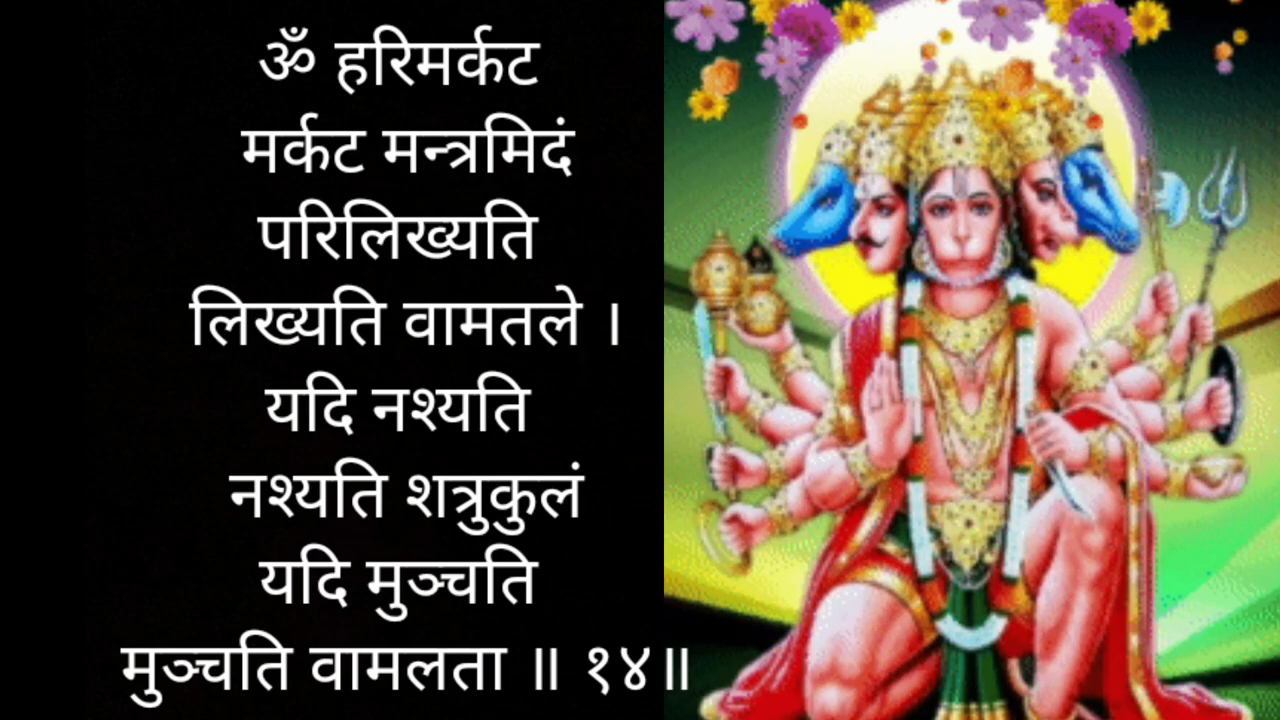 ॐ हरिमर्कट
मर्कट मन्त्रमिदं
परिलिख्यति
लिख्यति वामतले ।
यदि नश्यति
नश्यति शत्रुकुलं
यदि मुञ्चति
मुञ्चति वामलता ॥ १४॥